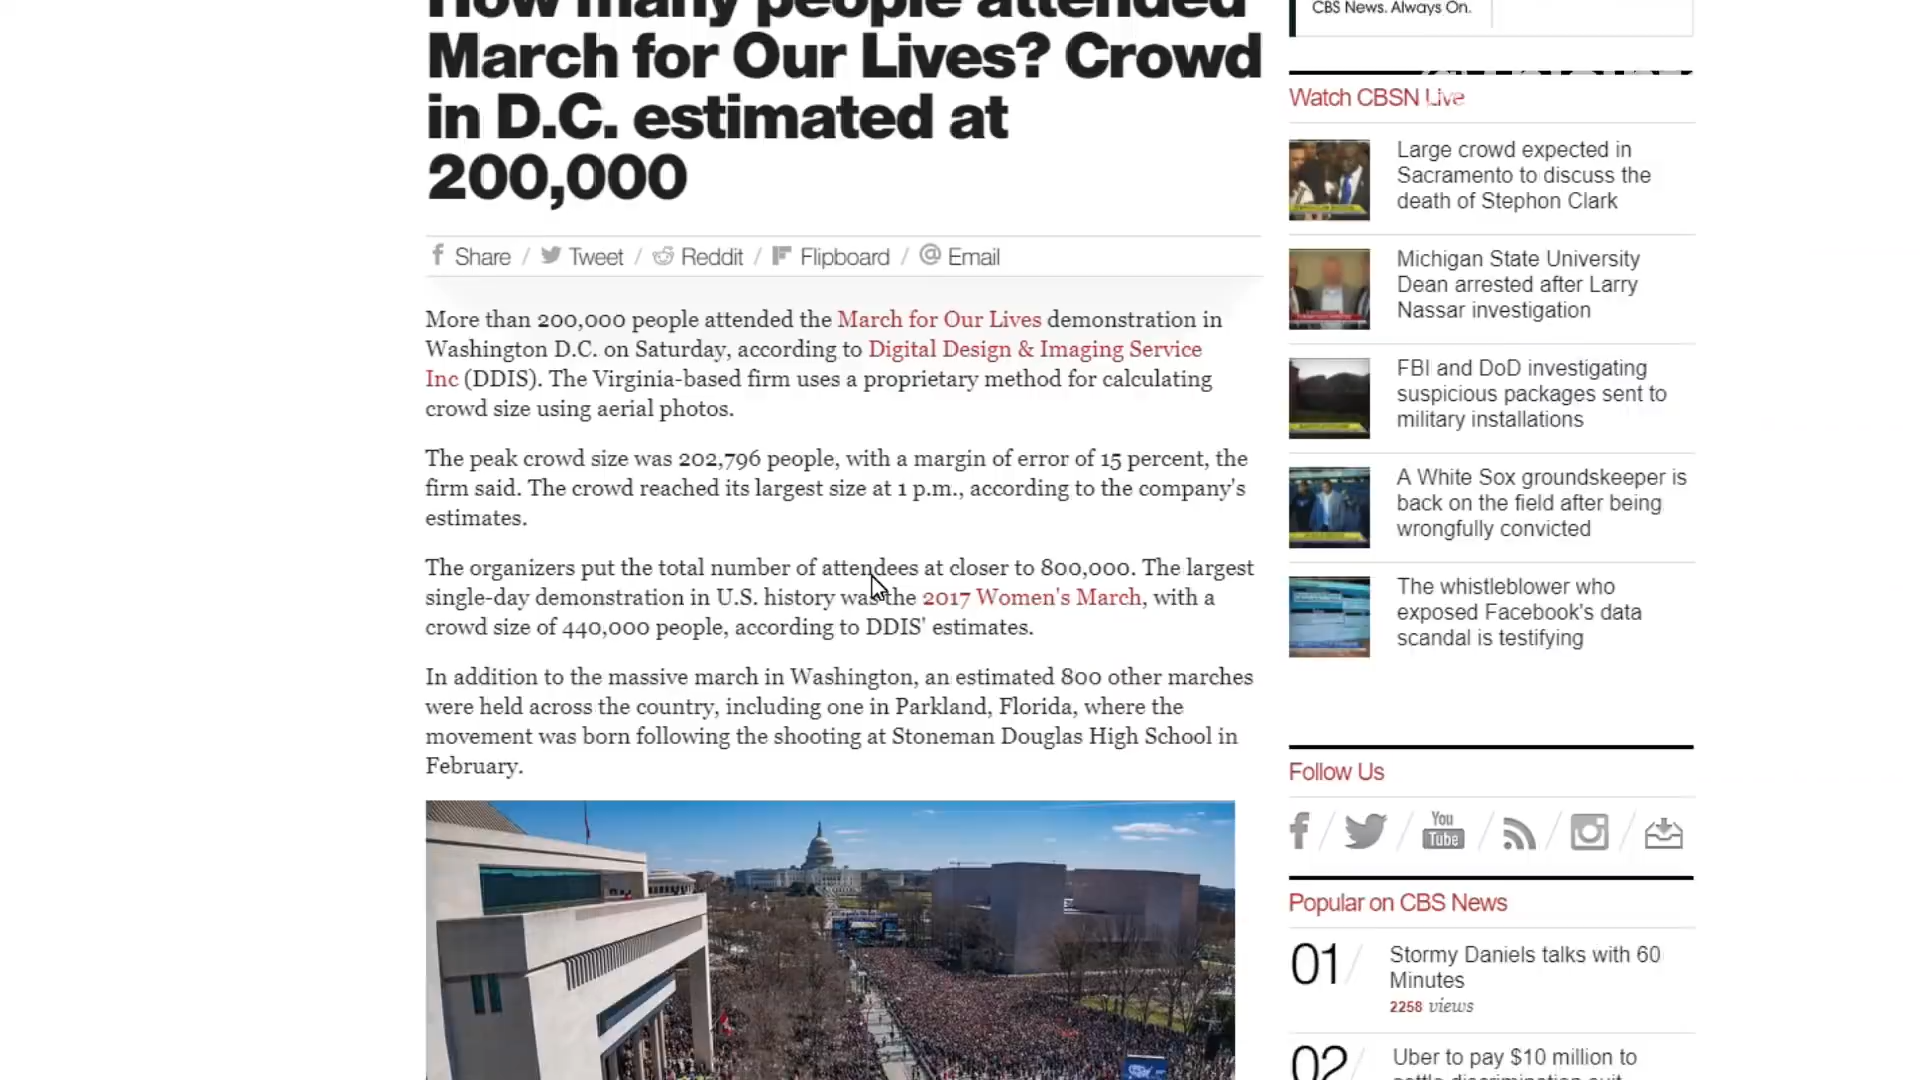 How many people attended
March for Our Lives? Crowd
in D.C. estimated at
200,000
Share / Tweet / Reddit / Flipboard / Email
More than 200,000 people attended the March for Our Lives demonstration in
Washington D.C. on Saturday, according to Digital Design & Imaging Service
Inc (DDIS). The Virginia-based firm uses a proprietary method for calculating
crowd size using aerial photos.
The peak crowd size was 202,796 people, with a margin of error of 15 percent, the
firm said. The crowd reached its largest size at 1 p.m., according to the company's
estimates.
The organizers put the total number of attendees at closer to 800,000. The largest
single-day demonstration in U.S. history was the 2017 Women's March, with a
crowd size of 440,000 people, according to DDIS' estimates.
In addition to the massive march in Washington, an estimated 800 other marches
were held across the country, including one in Parkland, Florida, where the
movement was born following the shooting at Stoneman Douglas High School in
February.
CBS News. Always On.
Watch CBSN Live
Large crowd expected in
Sacramento to discuss the
death of Stephon Clark
Michigan State University
Dean arrested after Larry
Nassar investigation
FBI and DoD investigating
suspicious packages sent to
military installations
A White Sox groundskeeper is
back on the field after being
wrongfully convicted
The whistleblower who
exposed Facebook's data
scandal is testifying
Follow Us
You
Tube
Popular on CBS News
01 / Stormy Daniels talks with 60
Minutes
2258 views
02 / Uber to pay $10 million to
settle discrimination suit